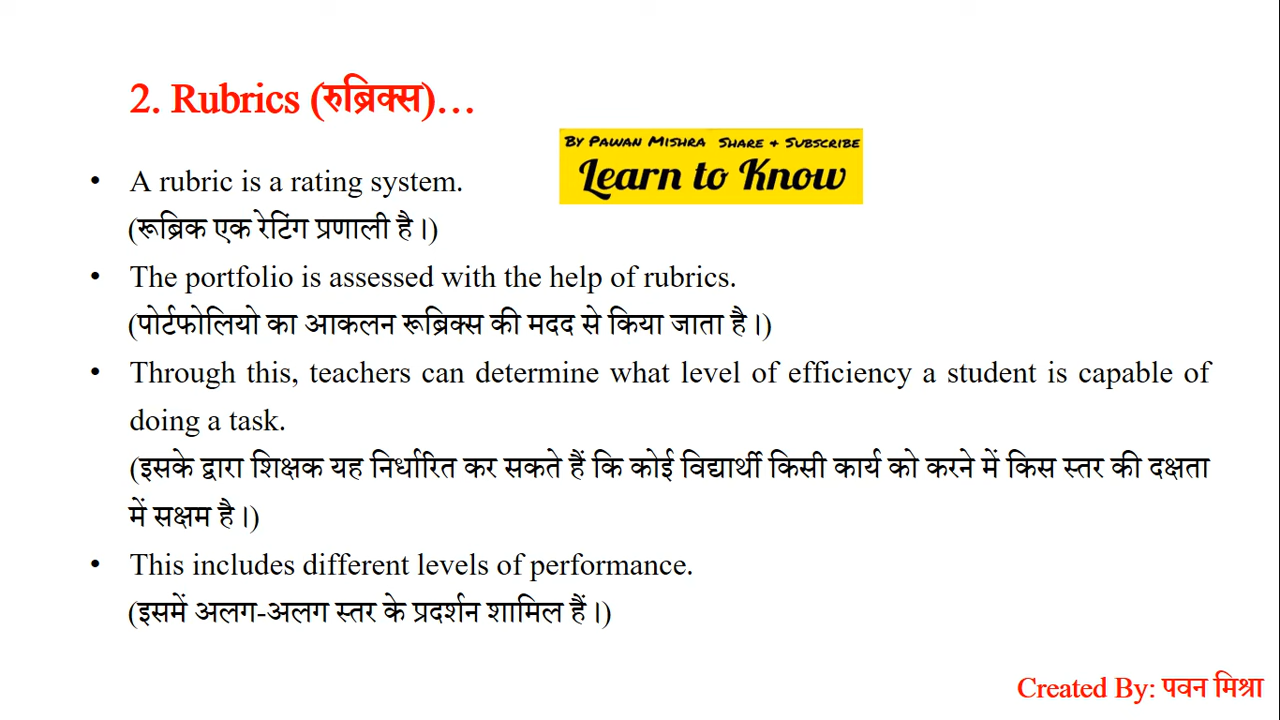 2. Rubrics (रुब्रिक्स)…
By Pawan Mishra Share & Subscribe
Learn to Know
• A rubric is a rating system.
(रूब्रिक एक रेटिंग प्रणाली है।)
• The portfolio is assessed with the help of rubrics.
(पोर्टफोलियो का आकलन रूब्रिक्स की मदद से किया जाता है।)
• Through this, teachers can determine what level of efficiency a student is capable of
doing a task.
(इसके द्वारा शिक्षक यह निर्धारित कर सकते हैं कि कोई विद्यार्थी किसी कार्य को करने में किस स्तर की दक्षता
में सक्षम है।)
• This includes different levels of performance.
(इसमें अलग-अलग स्तर के प्रदर्शन शामिल हैं।)
Created By: पवन मिश्रा